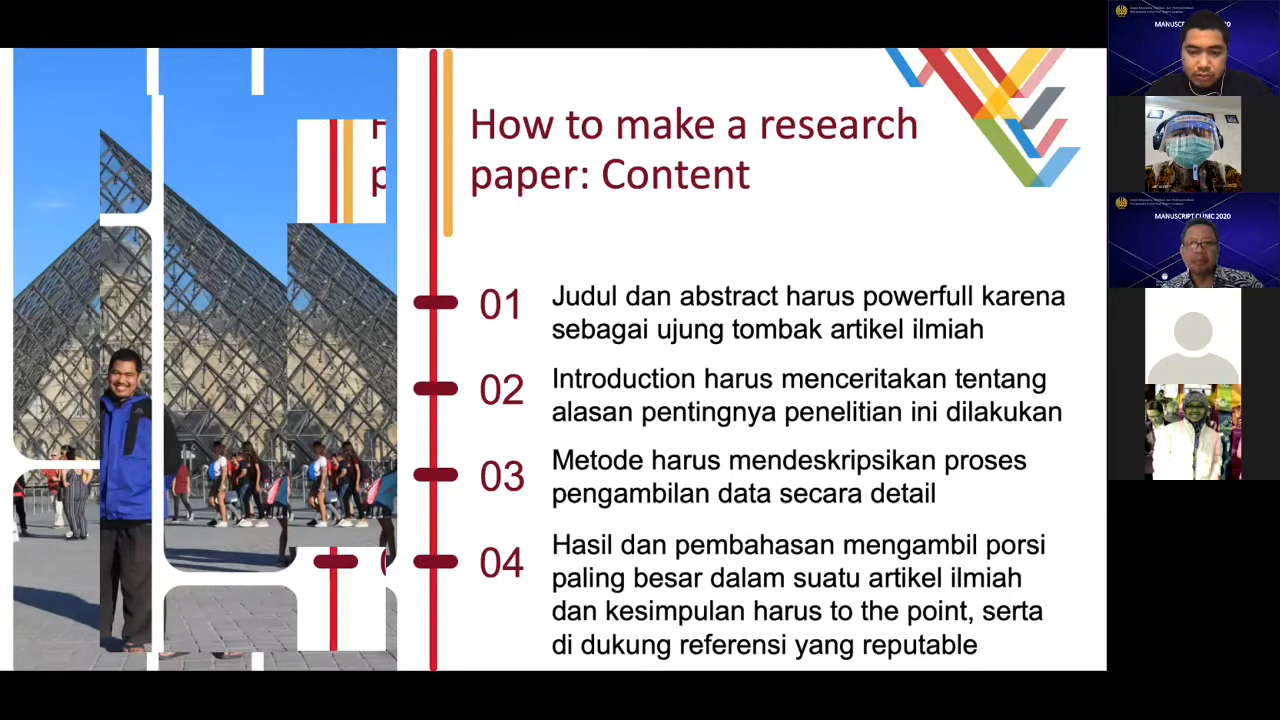 How to make a research
paper: Content
01
Judul dan abstract harus powerfull karena
sebagai ujung tombak artikel ilmiah
02
Introduction harus menceritakan tentang
alasan pentingnya penelitian ini dilakukan
03
Metode harus mendeskripsikan proses
pengambilan data secara detail
04
Hasil dan pembahasan mengambil porsi
paling besar dalam suatu artikel ilmiah
dan kesimpulan harus to the point, serta
di dukung referensi yang reputable
MANUSCRIPT CLINIC 2020